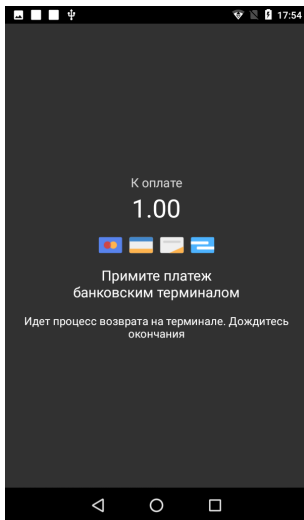 17:54
К оплате
1.00
Примите платеж
банковским терминалом
Идет процесс возврата на терминале. Дождитесь
окончания